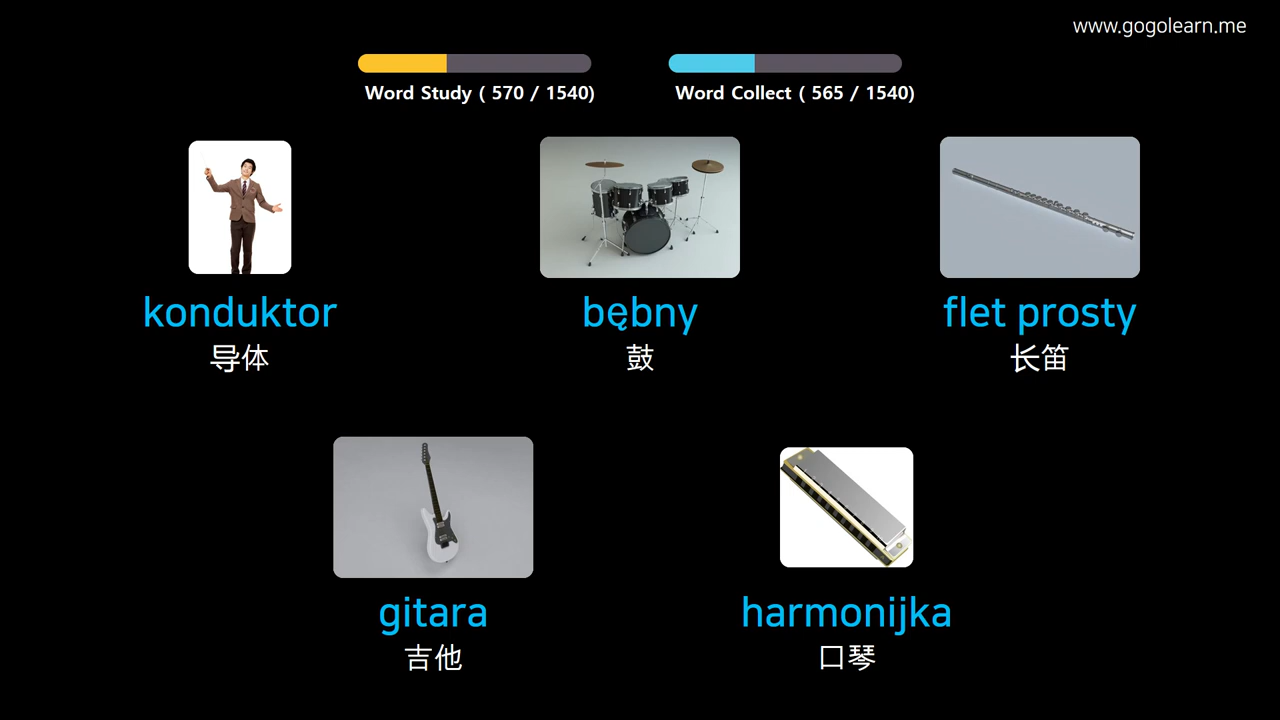 www.gogolearn.me
Word Study ( 570 / 1540)
Word Collect ( 565 / 1540)
konduktor
导体
bębny
鼓
flet prosty
长笛
gitara
吉他
harmonijka
口琴